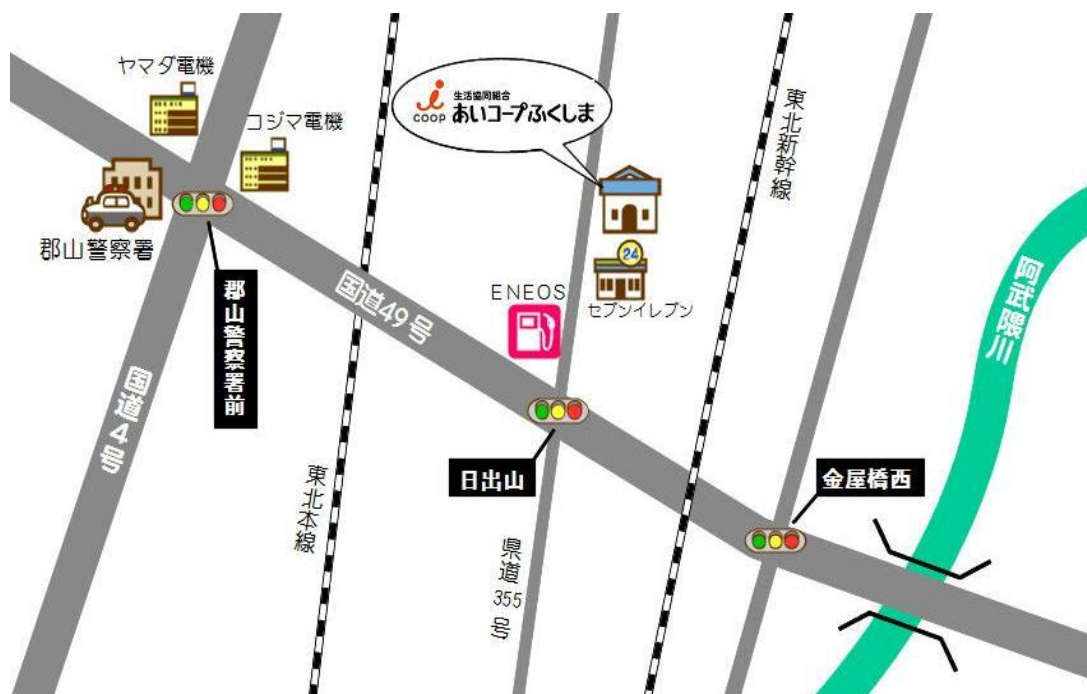 ヤマダ電機
コジマ電機
生活協同組合
COOP あいコープふくしま
東北新幹線
郡山警察署
郡山警察署前
国道49号
ENEOS
24
セブンイレブン
阿武隈川
国道4号
東北本線
日出山
金屋橋西
県道355号